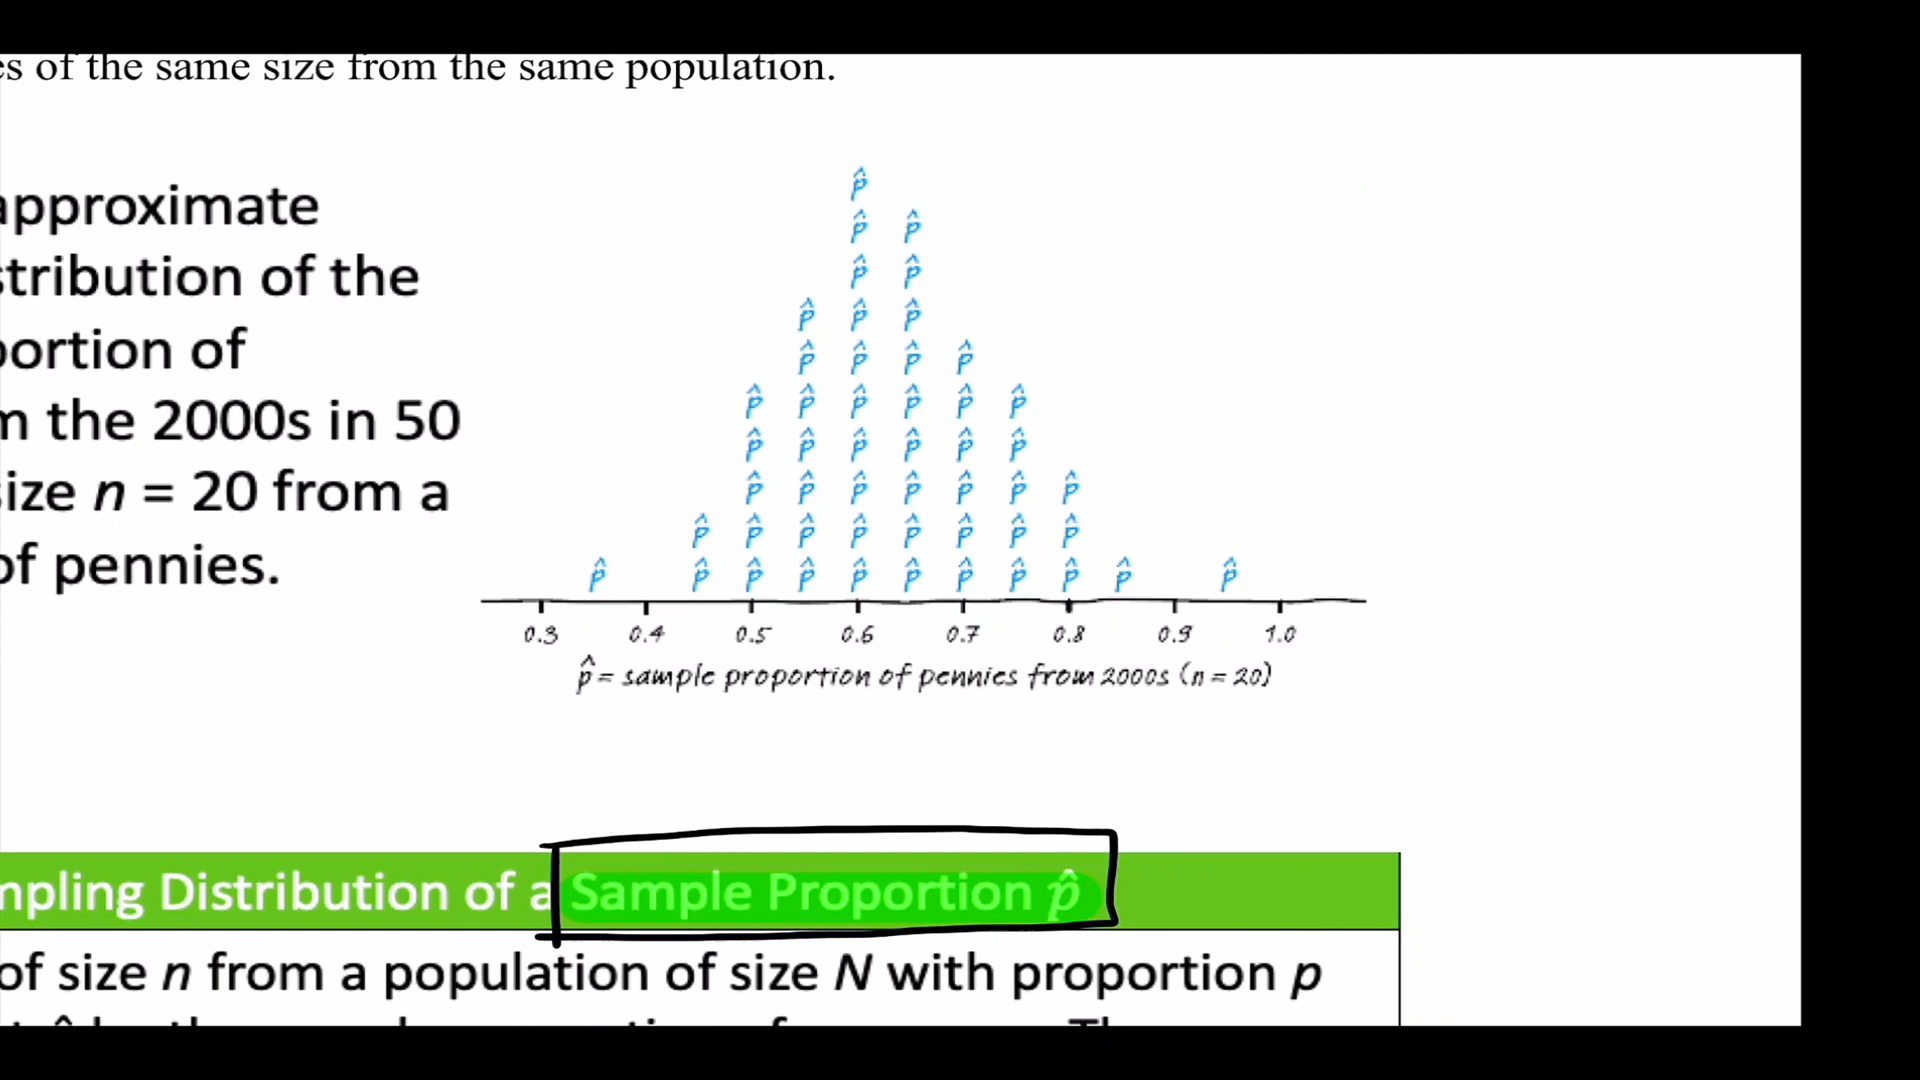 es of the same size from the same population.
approximate
stribution of the
portion of
m the 2000s in 50
size n = 20 from a
of pennies.
p̂
p̂ p̂
p̂ p̂
p̂ p̂ p̂
p̂ p̂ p̂ p̂
p̂ p̂ p̂ p̂ p̂ p̂
p̂ p̂ p̂ p̂ p̂ p̂
p̂ p̂ p̂ p̂ p̂ p̂ p̂
p̂ p̂ p̂ p̂ p̂ p̂ p̂ p̂
p̂ p̂ p̂ p̂ p̂ p̂ p̂ p̂ p̂ p̂ p̂
0.3 0.4 0.5 0.6 0.7 0.8 0.9 1.0
p̂ = sample proportion of pennies from 2000s (n = 20)
mpling Distribution of a Sample Proportion p̂
of size n from a population of size N with proportion p